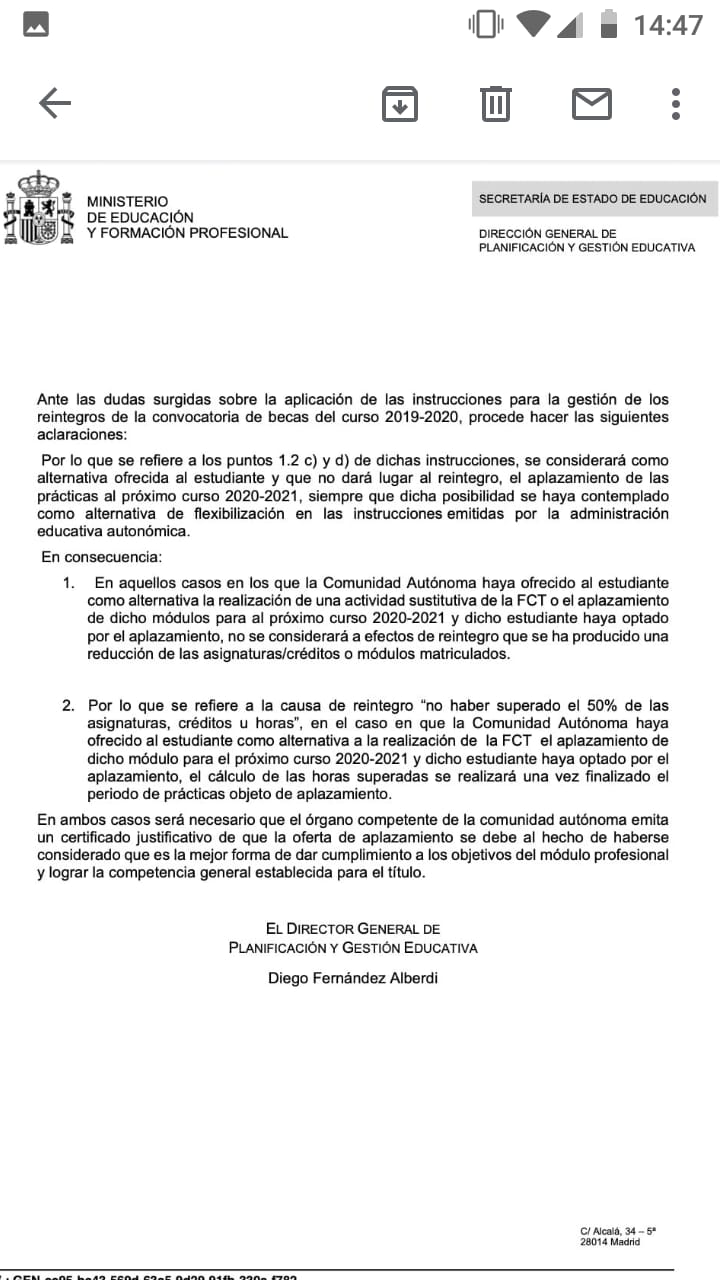 14:47
MINISTERIO
DE EDUCACIÓN
Y FORMACIÓN PROFESIONAL
SECRETARÍA DE ESTADO DE EDUCACIÓN
DIRECCIÓN GENERAL DE
PLANIFICACIÓN Y GESTIÓN EDUCATIVA
Ante las dudas surgidas sobre la aplicación de las instrucciones para la gestión de los
reintegros de la convocatoria de becas del curso 2019-2020, procede hacer las siguientes
aclaraciones:
Por lo que se refiere a los puntos 1.2 c) y d) de dichas instrucciones, se considerará como
alternativa ofrecida al estudiante y que no dará lugar al reintegro, el aplazamiento de las
prácticas al próximo curso 2020-2021, siempre que dicha posibilidad se haya contemplado
como alternativa de flexibilización en las instrucciones emitidas por la administración
educativa autonómica.
En consecuencia:
1. En aquellos casos en los que la Comunidad Autónoma haya ofrecido al estudiante
como alternativa la realización de una actividad sustitutiva de la FCT o el aplazamiento
de dicho módulos para al próximo curso 2020-2021 y dicho estudiante haya optado
por el aplazamiento, no se considerará a efectos de reintegro que se ha producido una
reducción de las asignaturas/créditos o módulos matriculados.
2. Por lo que se refiere a la causa de reintegro “no haber superado el 50% de las
asignaturas, créditos u horas”, en el caso en que la Comunidad Autónoma haya
ofrecido al estudiante como alternativa a la realización de la FCT el aplazamiento de
dicho módulo para el próximo curso 2020-2021 y dicho estudiante haya optado por el
aplazamiento, el cálculo de las horas superadas se realizará una vez finalizado el
periodo de prácticas objeto de aplazamiento.
En ambos casos será necesario que el órgano competente de la comunidad autónoma emita
un certificado justificativo de que la oferta de aplazamiento se debe al hecho de haberse
considerado que es la mejor forma de dar cumplimiento a los objetivos del módulo profesional
y lograr la competencia general establecida para el título.
EL DIRECTOR GENERAL DE
PLANIFICACIÓN Y GESTIÓN EDUCATIVA
Diego Fernández Alberdi
C/ Alcalá, 34 – 5ª
28014 Madrid